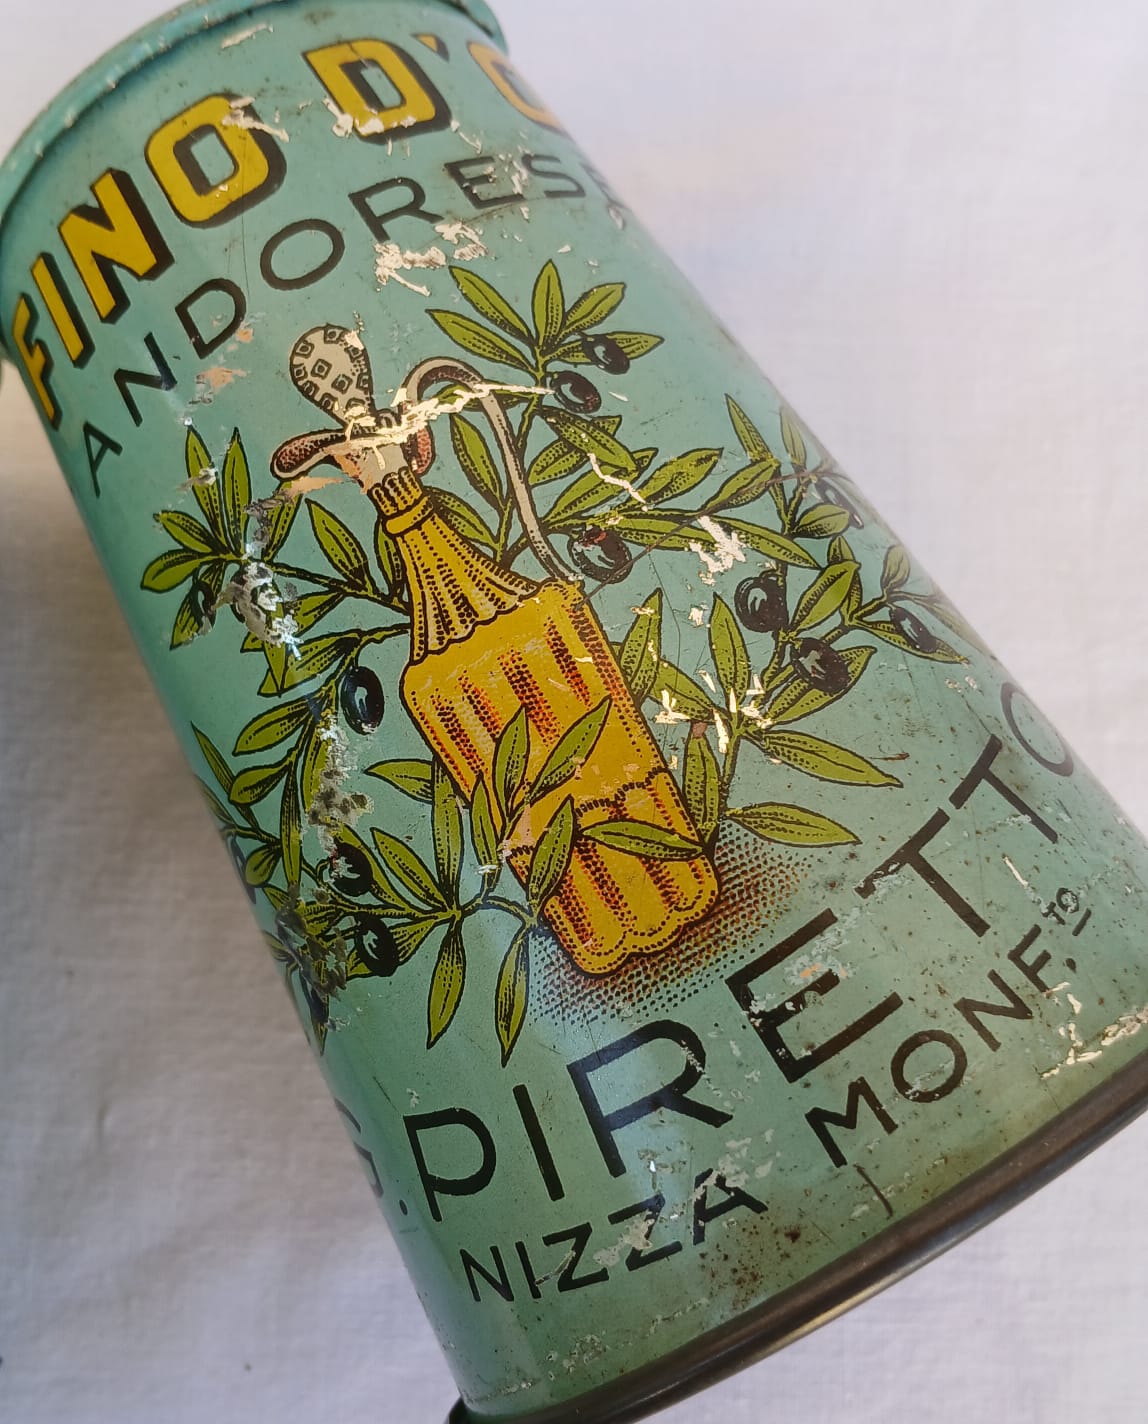 FINO D'O
ANDORESE
B. PIRETTO
NIZZA MONF.TO